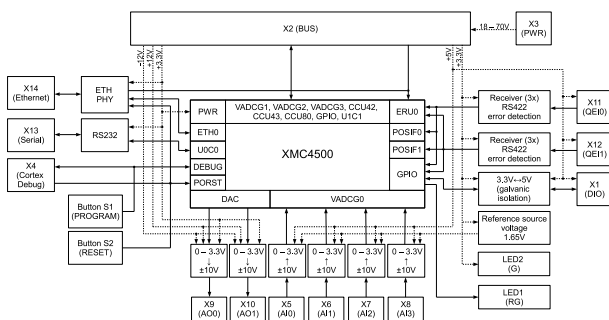 X2 (BUS)
18–70V
X3
(PWR)
+12V
+12V
+3.3V
+5V
+3.3V
X14
(Ethernet)
ETH
PHY
X13
(Serial)
RS232
X4
(Cortex
Debug)
Button S1
(PROGRAM)
Button S2
(RESET)
PWR
VADCG1, VADCG2, VADCG3, CCU42,
CCU43, CCU80, GPIO, U1C1
ERU0
ETH0
POSIF0
U0C0
XMC4500
POSIF1
DEBUG
GPIO
PORST
DAC
VADCG0
Receiver (3x)
RS422
error detection
X11
(QEI0)
Receiver (3x)
RS422
error detection
X12
(QEI1)
3,3V↔5V
(galvanic
isolation)
X1
(DIO)
Reference source
voltage
1.65V
LED2
(G)
LED1
(RG)
0–3.3V
↓
±10V
0–3.3V
↓
±10V
0–3.3V
↑
±10V
0–3.3V
↑
±10V
0–3.3V
↑
±10V
0–3.3V
↑
±10V
X9
(AO0)
X10
(AO1)
X5
(AI0)
X6
(AI1)
X7
(AI2)
X8
(AI3)